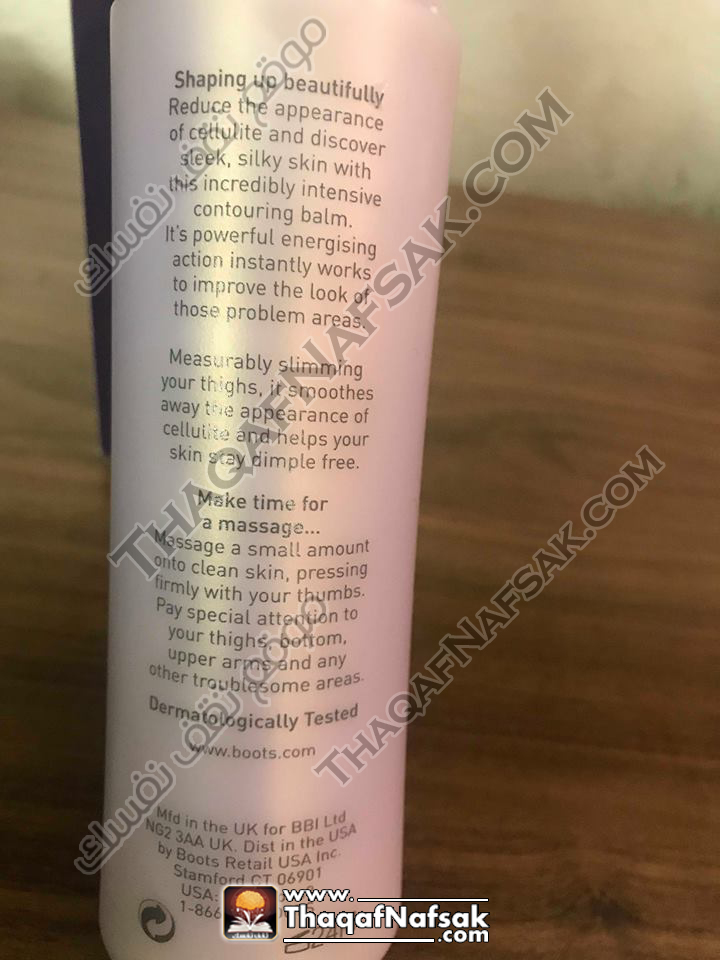 Shaping up beautifully
Reduce the appearance
of cellulite and discover
sleek, silky skin with
this incredibly intensive
contouring balm.
It's powerful energising
action instantly works
to improve the look of
those problem areas.
Measurably slimming
your thighs, it smoothes
away the appearance of
cellulite and helps your
skin stay dimple free.
Make time for
a massage...
Massage a small amount
onto clean skin, pressing
firmly with your thumbs.
Pay special attention to
your thighs, bottom,
upper arms and any
other troublesome areas.
Dermatologically Tested
www.boots.com
Mfd in the UK for BBI Ltd
NG2 3AA UK. Dist in the USA
by Boots Retail USA Inc.
Stamford CT 06901
USA:
1-866
موقع ثقف نفسك
THAQAFNAFSAK.COM
موقع ثقف نفسك
THAQAFNAFSAK.COM
www.
ThaqafNafsak
.com